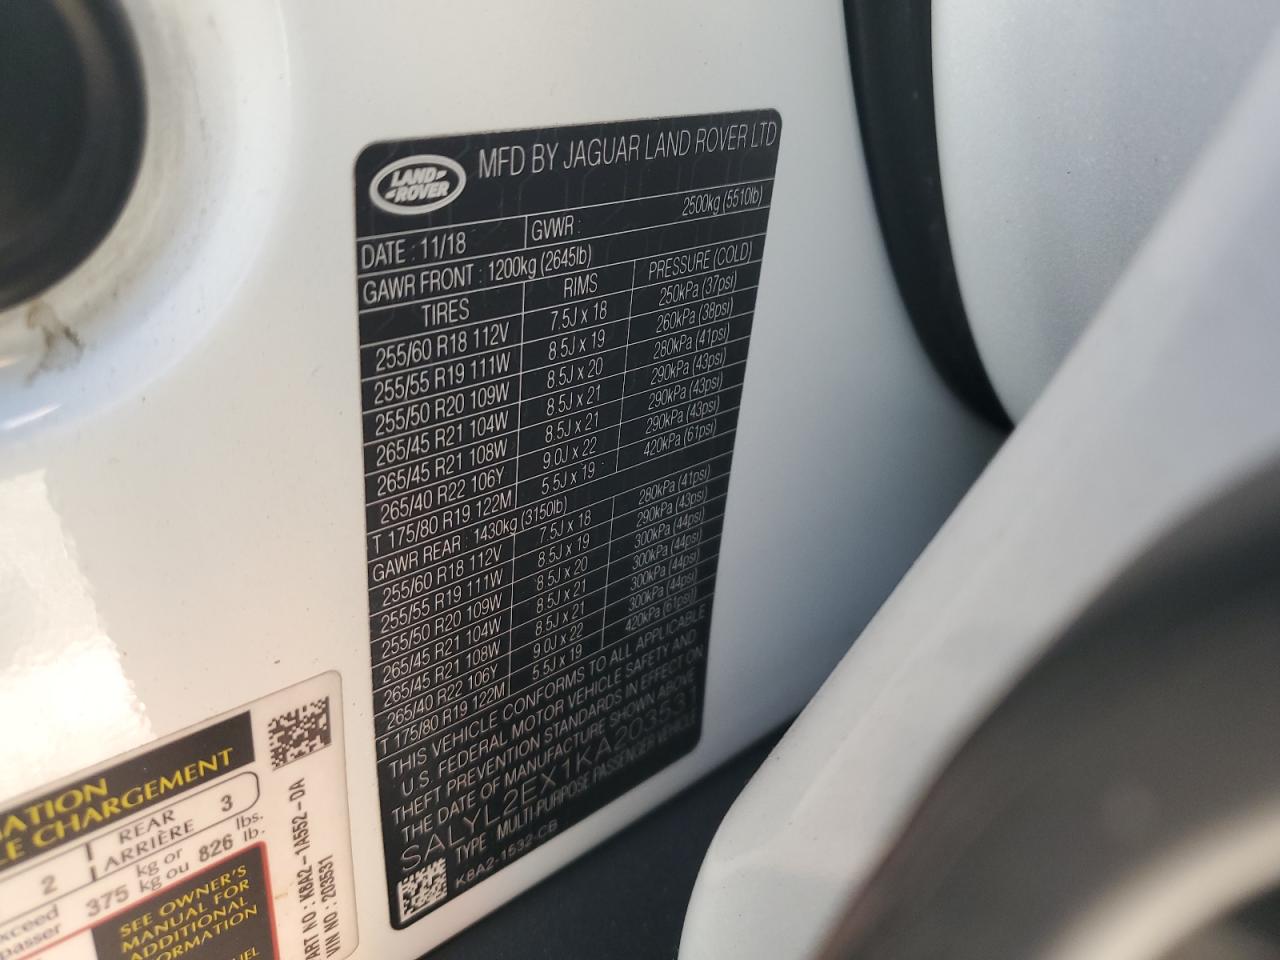 LAND-
-ROVER
MFD BY JAGUAR LAND ROVER LTD
DATE : 11/18 GVWR : 2500kg (5510lb)
GAWR FRONT : 1200kg (2645lb)
TIRES RIMS PRESSURE (COLD)
255/60 R18 112V 7.5J x 18 250kPa (37psi)
255/55 R19 111W 8.5J x 19 260kPa (38psi)
255/50 R20 109W 8.5J x 20 280kPa (41psi)
265/45 R21 104W 8.5J x 21 290kPa (43psi)
265/45 R21 108W 8.5J x 21 290kPa (43psi)
265/40 R22 106Y 9.0J x 22 290kPa (43psi)
T 175/80 R19 122M 5.5J x 19 420kPa (61psi)
GAWR REAR : 1430kg (3150lb)
255/60 R18 112V 7.5J x 18 280kPa (41psi)
255/55 R19 111W 8.5J x 19 290kPa (43psi)
255/50 R20 109W 8.5J x 20 300kPa (44psi)
265/45 R21 104W 8.5J x 21 300kPa (44psi)
265/45 R21 108W 8.5J x 21 300kPa (44psi)
265/40 R22 106Y 9.0J x 22 300kPa (44psi)
T 175/80 R19 122M 5.5J x 19 420kPa (61psi)
THIS VEHICLE CONFORMS TO ALL APPLICABLE
U.S. FEDERAL MOTOR VEHICLE SAFETY AND
THEFT PREVENTION STANDARDS IN EFFECT ON
THE DATE OF MANUFACTURE SHOWN ABOVE
SALYL2EX1KA203531
TYPE MULTI-PURPOSE PASSENGER VEHICLE
K8A2-1532-CB
CHARGEMENT
2 REAR 3
ARRIÈRE
375 kg or 826 lbs.
kg ou lb.
SEE OWNER'S
MANUAL FOR
ADDITIONAL
PART NO : K8A2-1A552-DA
VIN NO : 203531